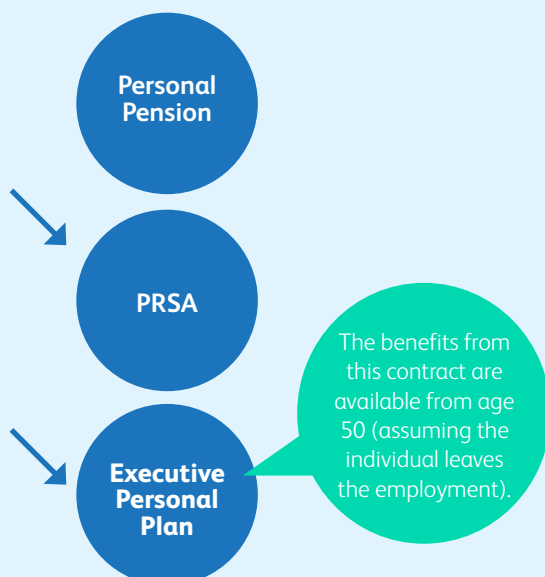 Personal
Pension
PRSA
The benefits from
this contract are
available from age
50 (assuming the
individual leaves
the employment).
Executive
Personal
Plan